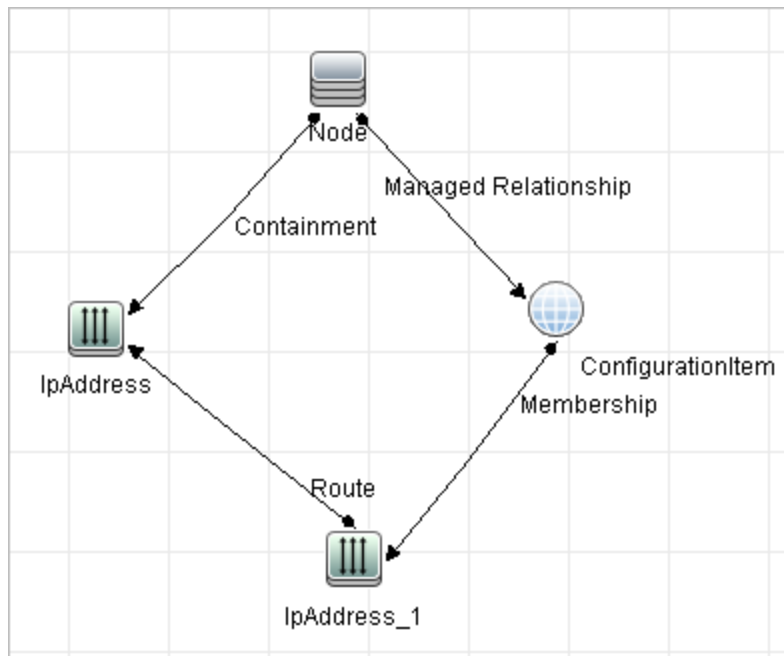 Node
Managed Relationship
Containment
ConfigurationItem
IpAddress
Membership
Route
IpAddress_1